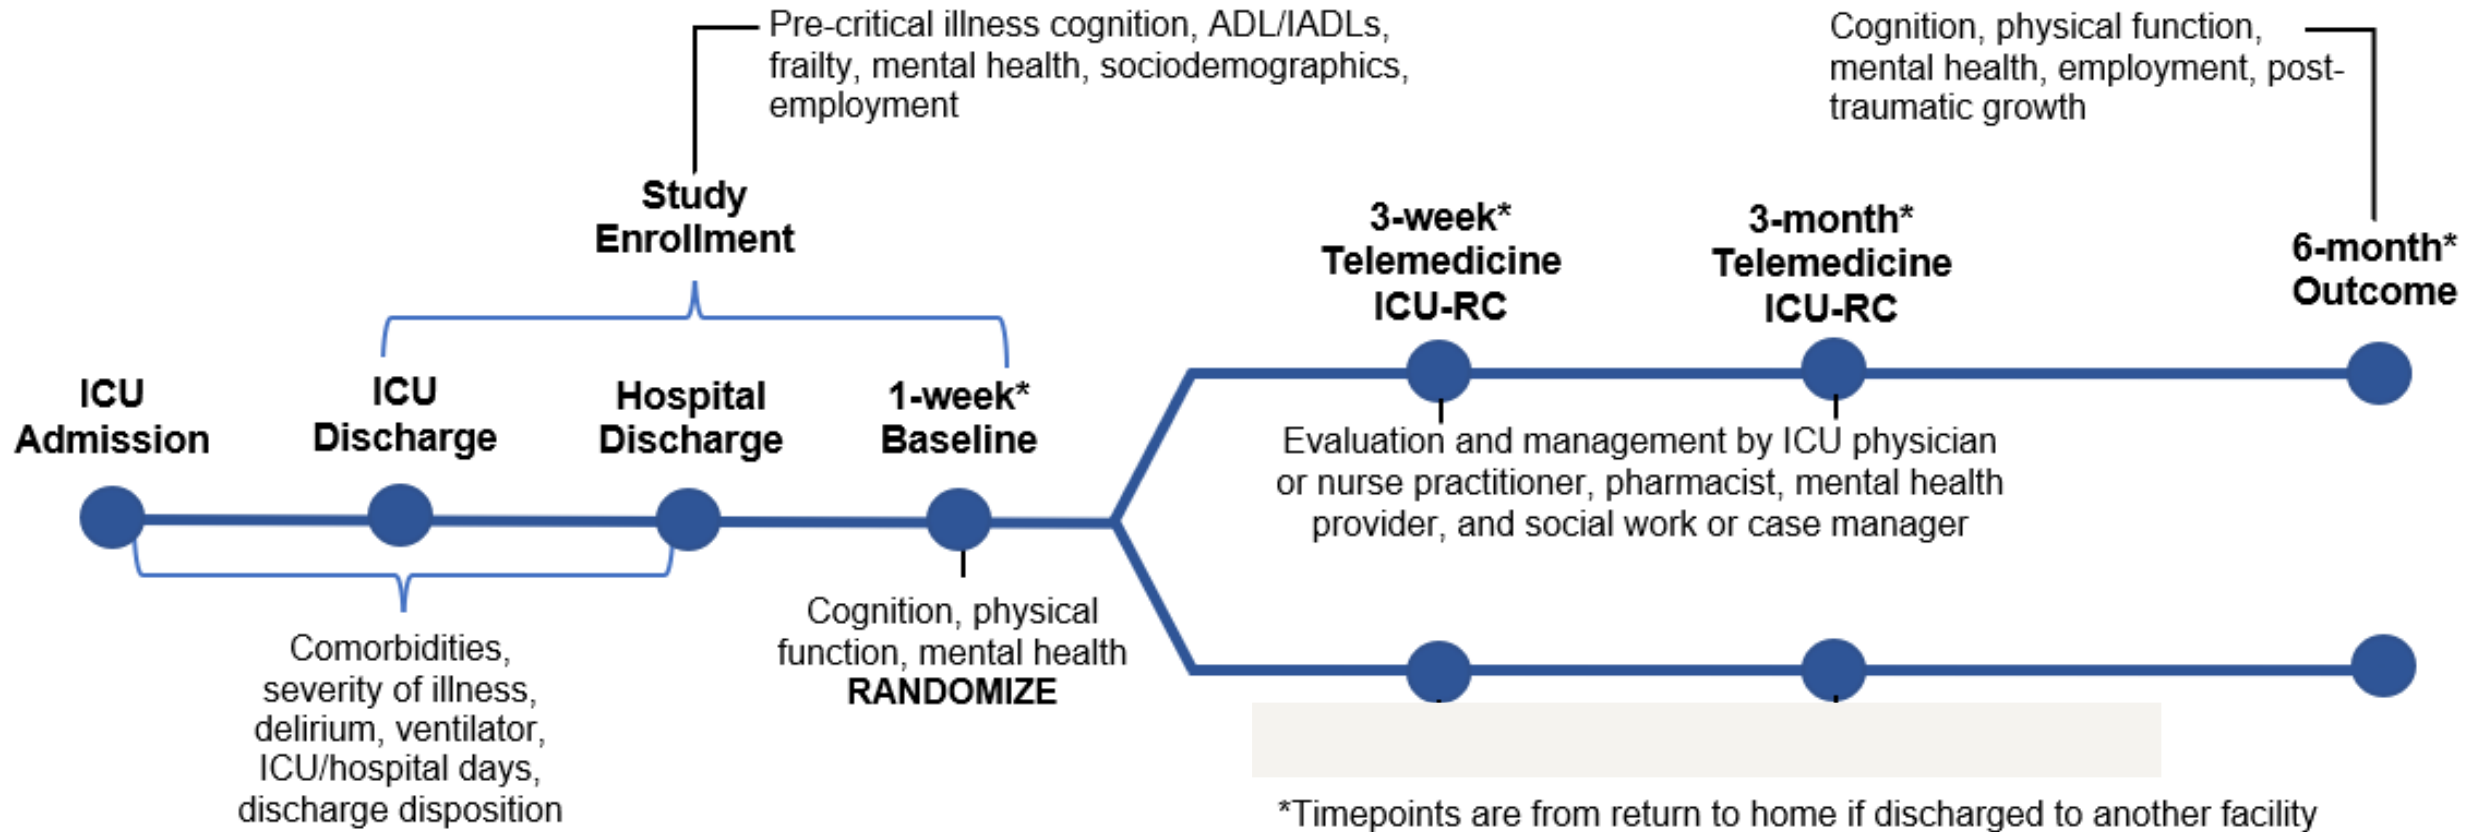 Pre-critical illness cognition, ADL/IADLs,
frailty, mental health, sociodemographics,
employment
Cognition, physical function,
mental health, employment, post-
traumatic growth
Study
Enrollment
3-week*
Telemedicine
ICU-RC
3-month*
Telemedicine
ICU-RC
6-month*
Outcome
ICU
Admission
ICU
Discharge
Hospital
Discharge
1-week*
Baseline
Evaluation and management by ICU physician
or nurse practitioner, pharmacist, mental health
provider, and social work or case manager
Comorbidities,
severity of illness,
delirium, ventilator,
ICU/hospital days,
discharge disposition
Cognition, physical
function, mental health
RANDOMIZE
*Timepoints are from return to home if discharged to another facility